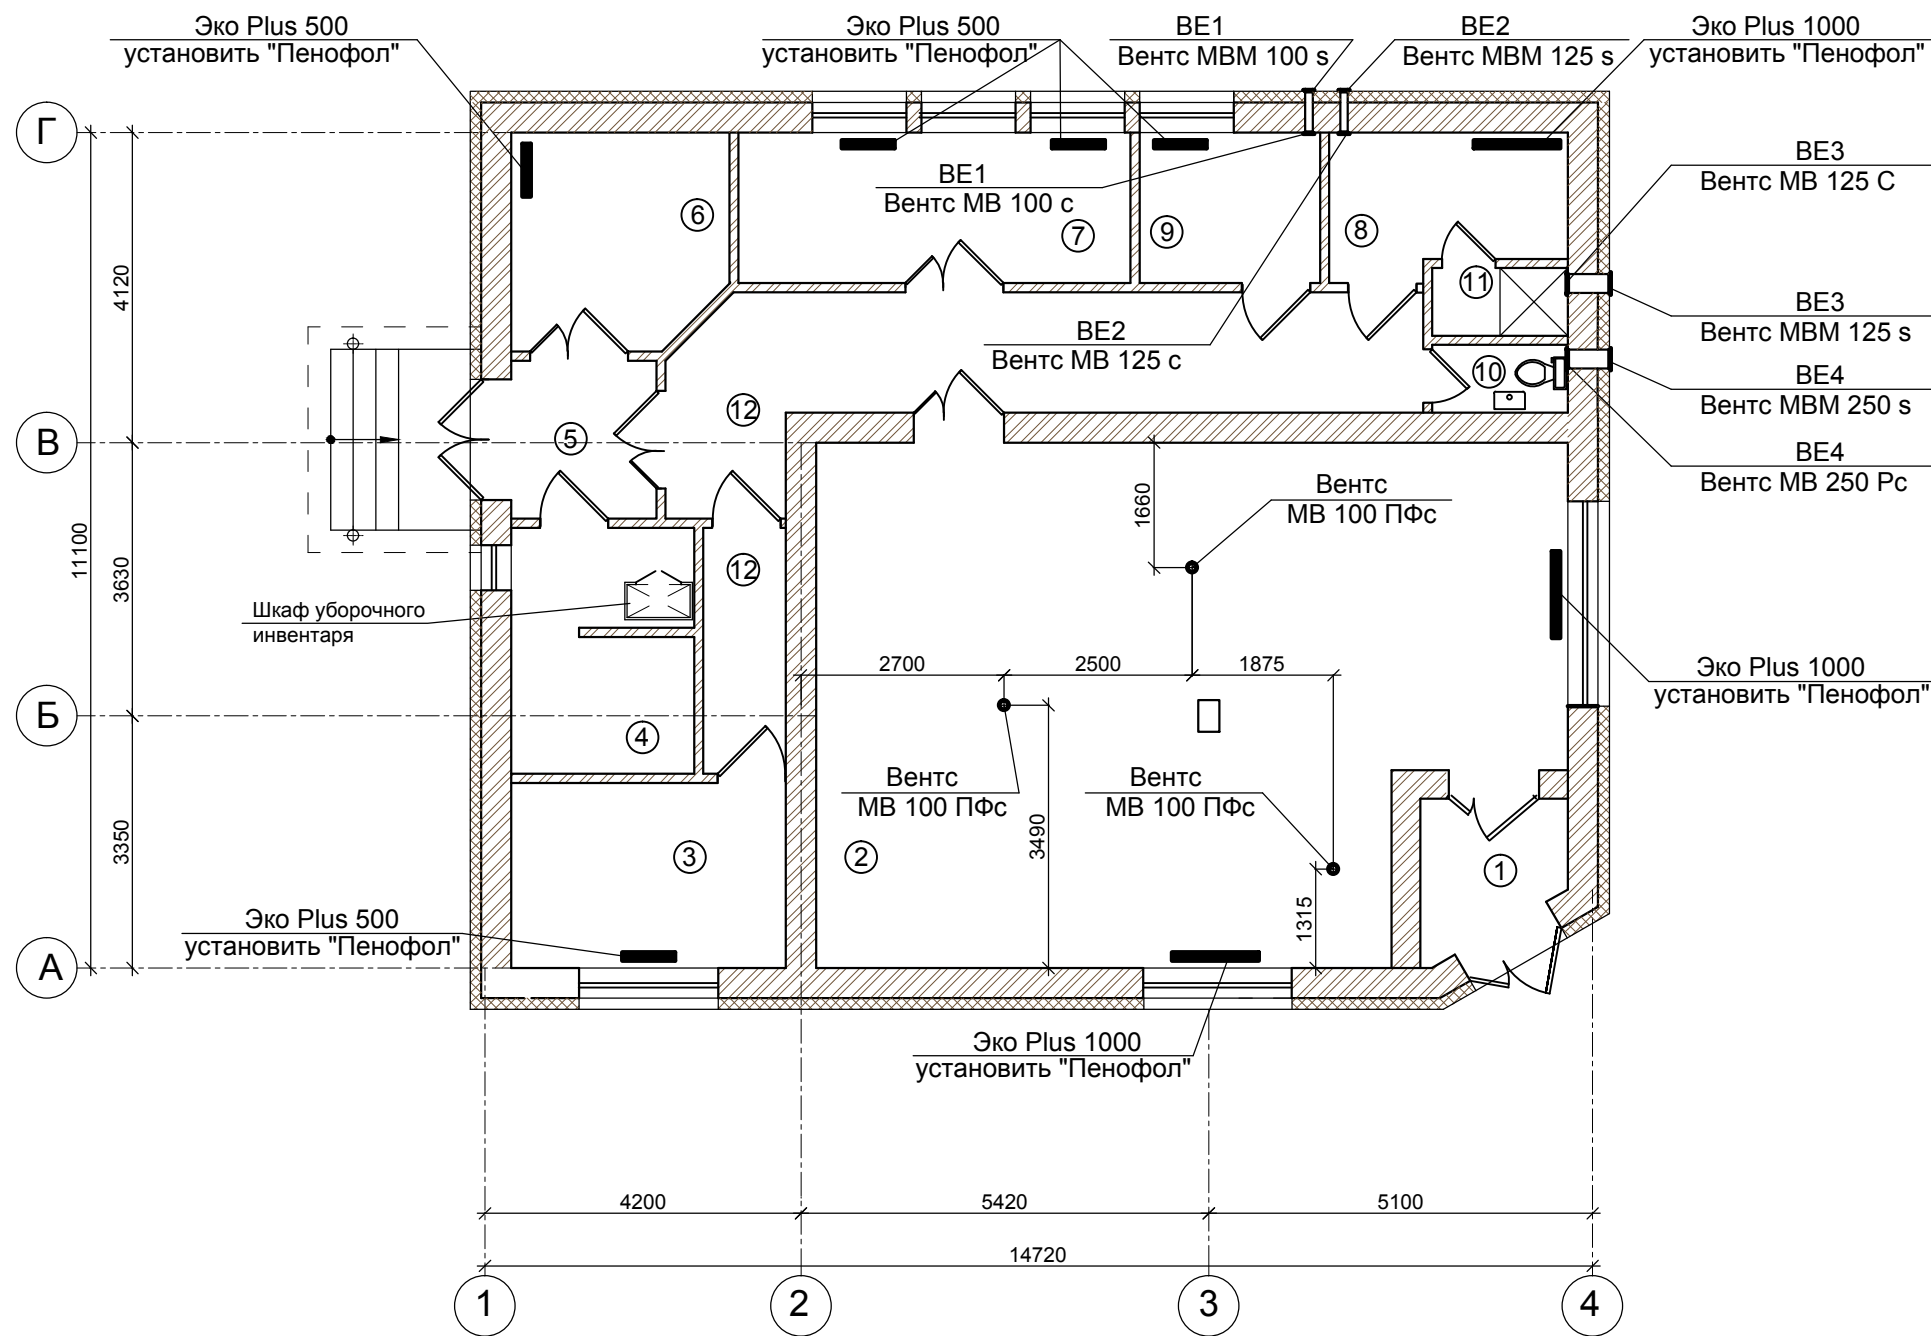 Эко Plus 500
установить "Пенофол"
Эко Plus 500
установить "Пенофол"
ВЕ1
Вентс МВМ 100 s
ВЕ2
Вентс МВМ 125 s
Эко Plus 1000
установить "Пенофол"
Г
ВЕ3
Вентс МВ 125 С
ВЕ1
Вентс МВ 100 с
6
7
9
8
11
4120
ВЕ3
Вентс МВМ 125 s
ВЕ2
Вентс МВ 125 с
10
ВЕ4
Вентс МВМ 250 s
12
В
5
ВЕ4
Вентс МВ 250 Рс
1660
Вентс
МВ 100 ПФс
11100
3630
12
Шкаф уборочного
инвентаря
2700
2500
1875
Эко Plus 1000
установить "Пенофол"
Б
4
Вентс
МВ 100 ПФс
Вентс
МВ 100 ПФс
3350
3490
3
2
1
1315
Эко Plus 500
установить "Пенофол"
А
Эко Plus 1000
установить "Пенофол"
4200
5420
5100
14720
1
2
3
4